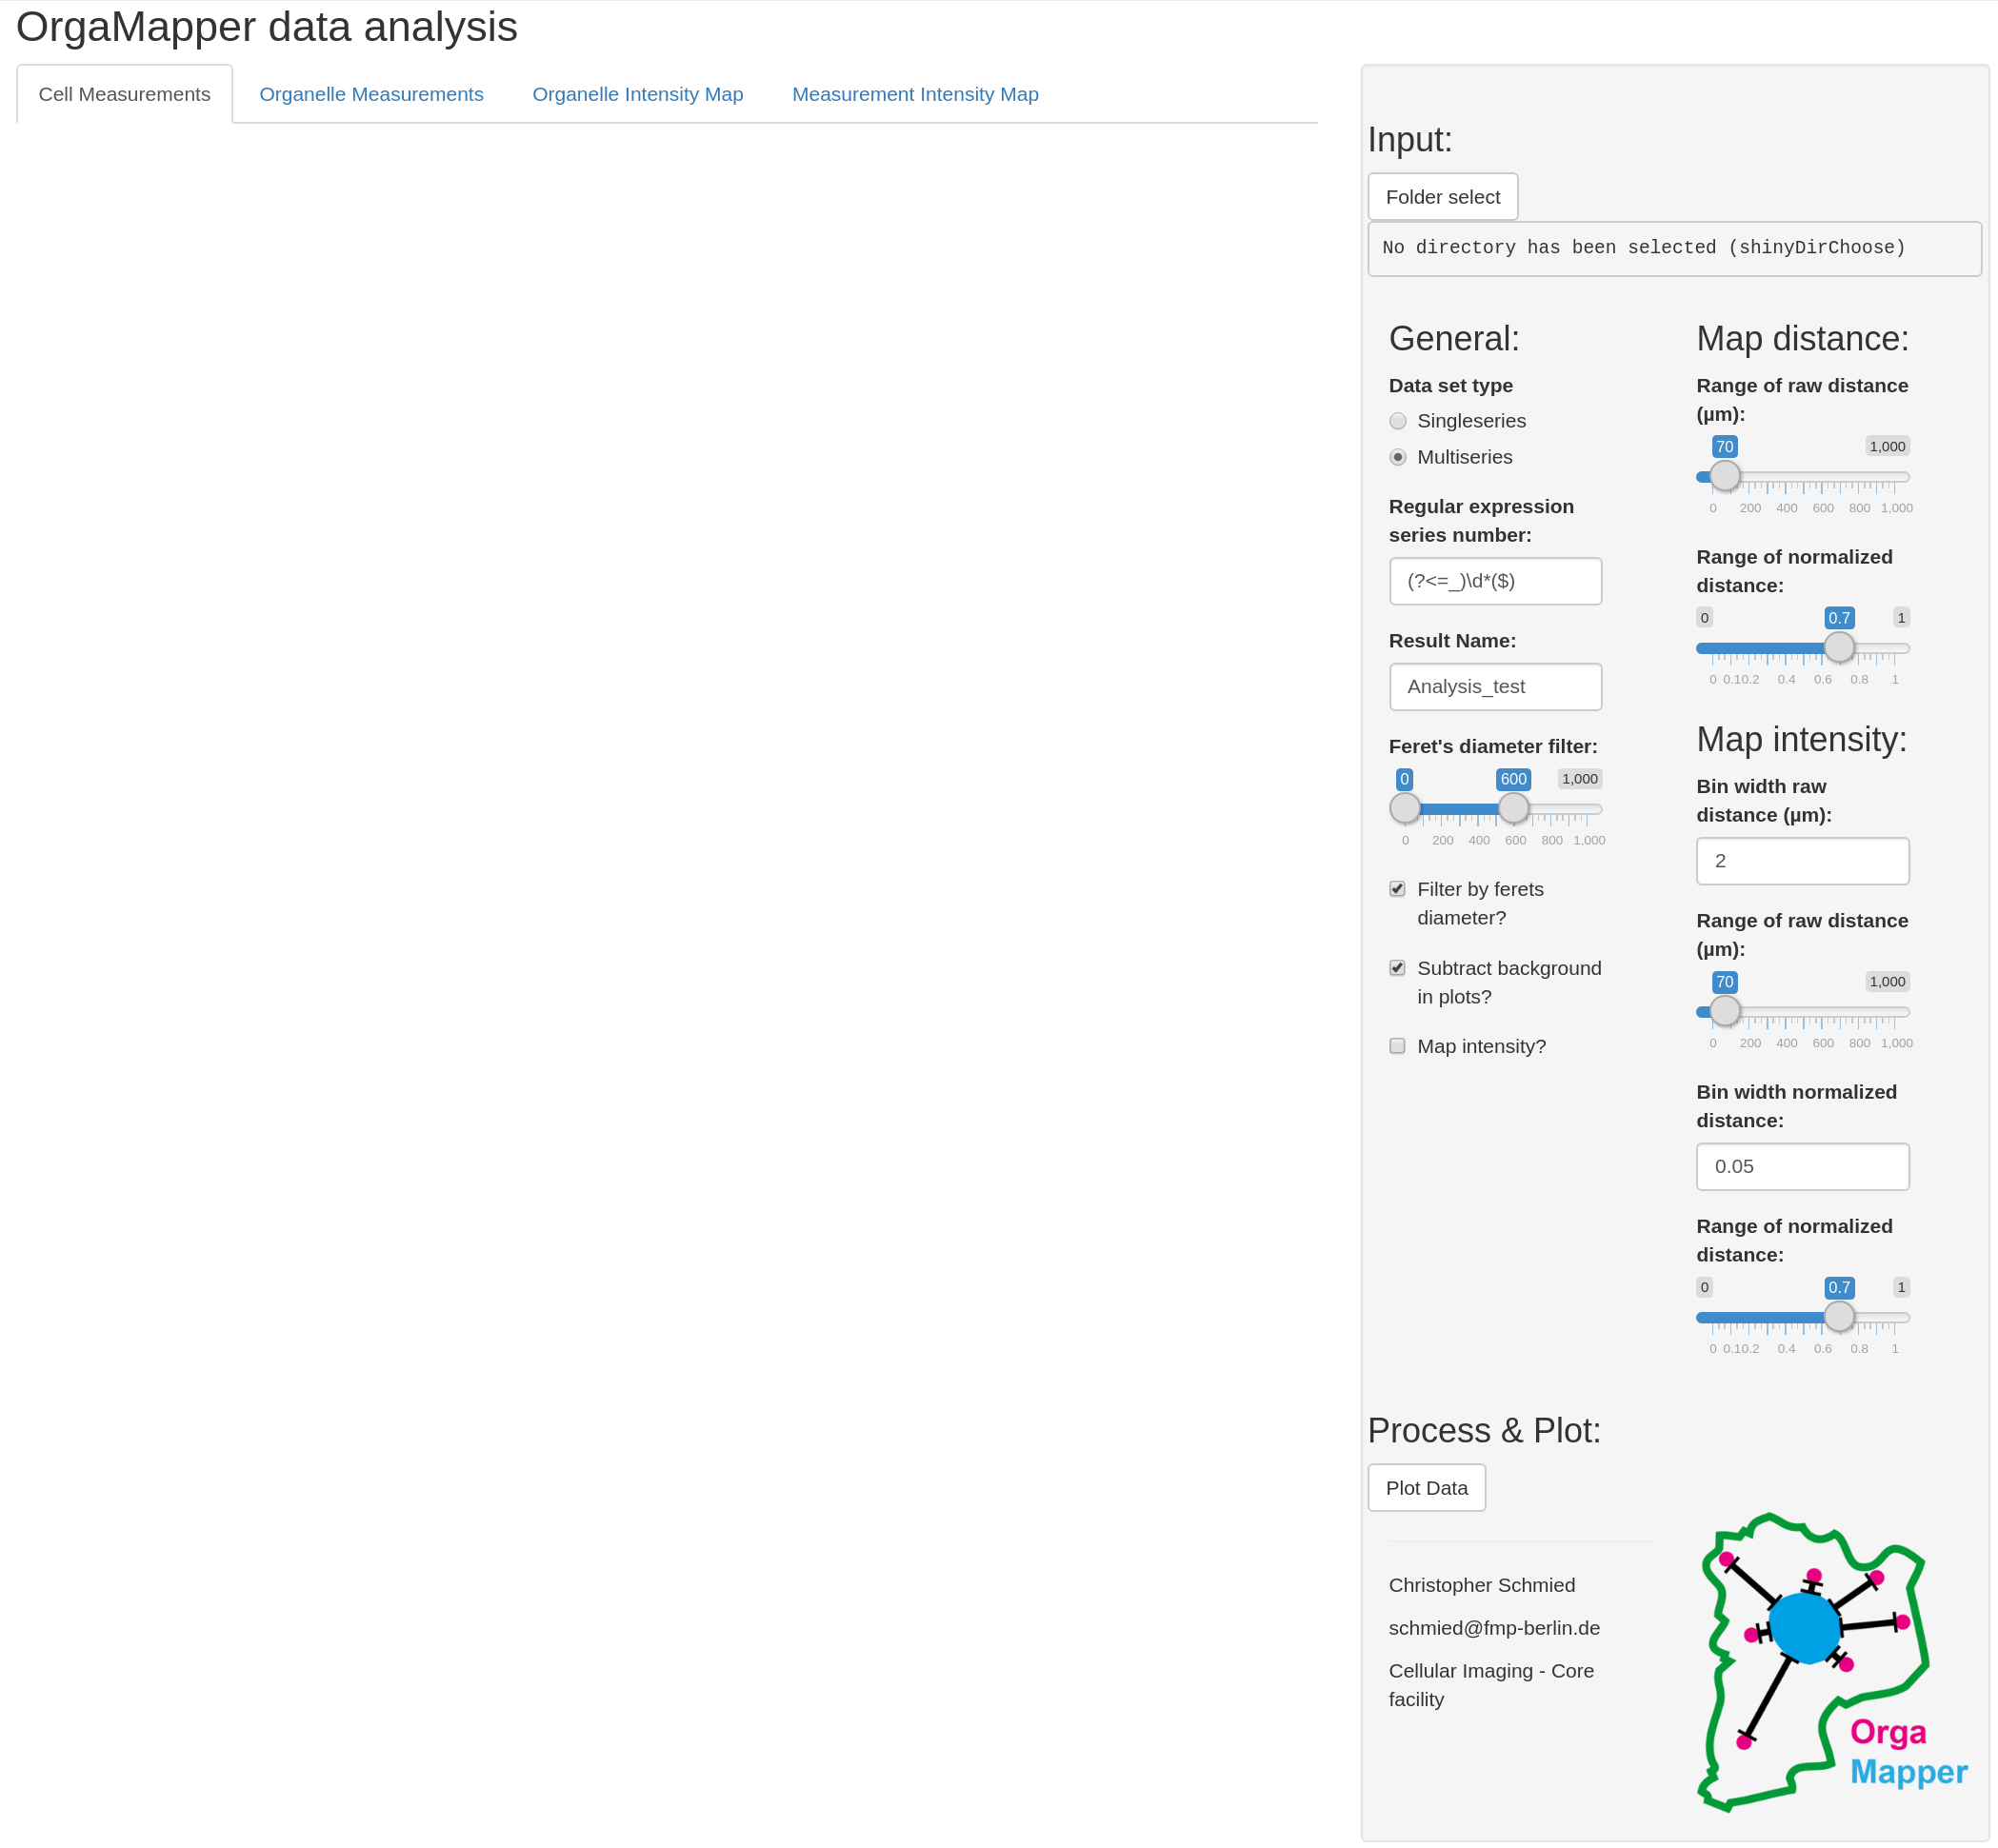 OrgaMapper data analysis
Cell Measurements
Organelle Measurements
Organelle Intensity Map
Measurement Intensity Map
Input:
Folder select
No directory has been selected (shinyDirChoose)
General:
Data set type
Singleseries
Multiseries
Regular expression
series number:
(?<=_)\d*($)
Result Name:
Analysis_test
Feret's diameter filter:
0 600 1,000
0 200 400 600 800 1,000
Filter by ferets
diameter?
Subtract background
in plots?
Map intensity?
Map distance:
Range of raw distance
(µm):
70 1,000
0 200 400 600 800 1,000
Range of normalized
distance:
0 0.7 1
0 0.1 0.2 0.4 0.6 0.8 1
Map intensity:
Bin width raw
distance (µm):
2
Range of raw distance
(µm):
70 1,000
0 200 400 600 800 1,000
Bin width normalized
distance:
0.05
Range of normalized
distance:
0 0.7 1
0 0.1 0.2 0.4 0.6 0.8 1
Process & Plot:
Plot Data
Christopher Schmied
schmied@fmp-berlin.de
Cellular Imaging - Core
facility
Orga
Mapper